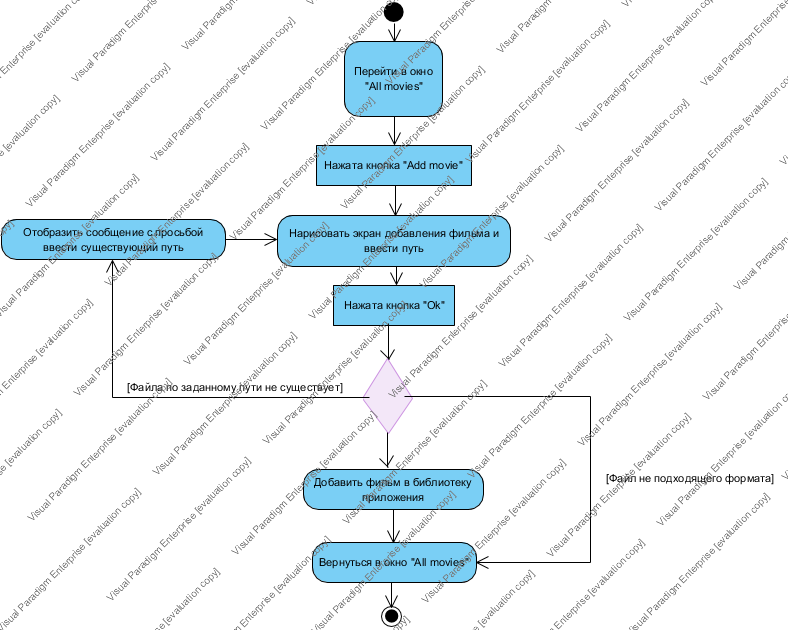 Перейти в окно
"All movies"
Нажата кнопка "Add movie"
Отобразить сообщение с просьбой
ввести существующий путь
Нарисовать экран добавления фильма и
ввести путь
Нажата кнопка "Ok"
[Файла по заданному пути не существует]
[Файл не подходящего формата]
Добавить фильм в библиотеку
приложения
Вернуться в окно "All movies"
Visual Paradigm Enterprise [evaluation copy]